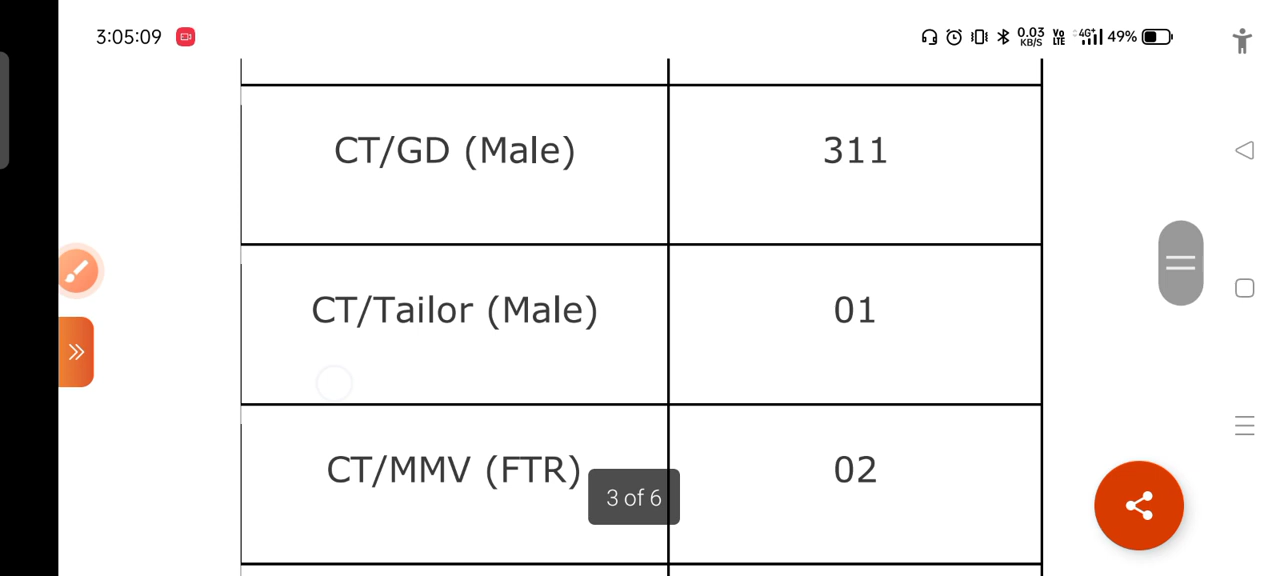 3:05:09
0.03 KB/S Vo LTE 4G+ 49%
CT/GD (Male) 311
CT/Tailor (Male) 01
CT/MMV (FTR) 02
3 of 6